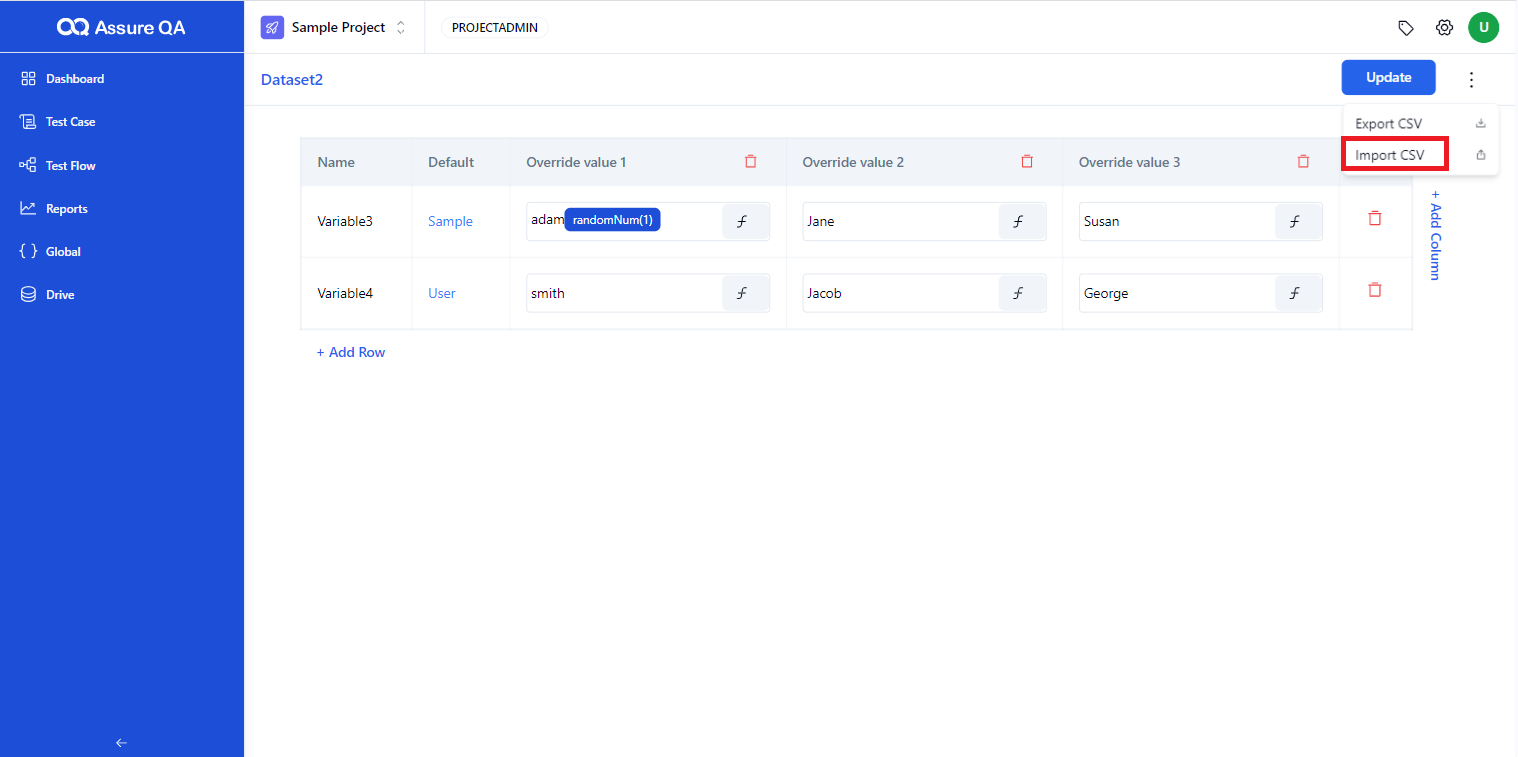 Assure QA
Sample Project
PROJECTADMIN
U
Dashboard
Test Case
Test Flow
Reports
Global
Drive
Dataset2
Update
Export CSV
Import CSV
Name Default Override value 1 Override value 2 Override value 3
Variable3 Sample adam randomNum(1) f Jane f Susan f
Variable4 User smith f Jacob f George f
+ Add Column
+ Add Row